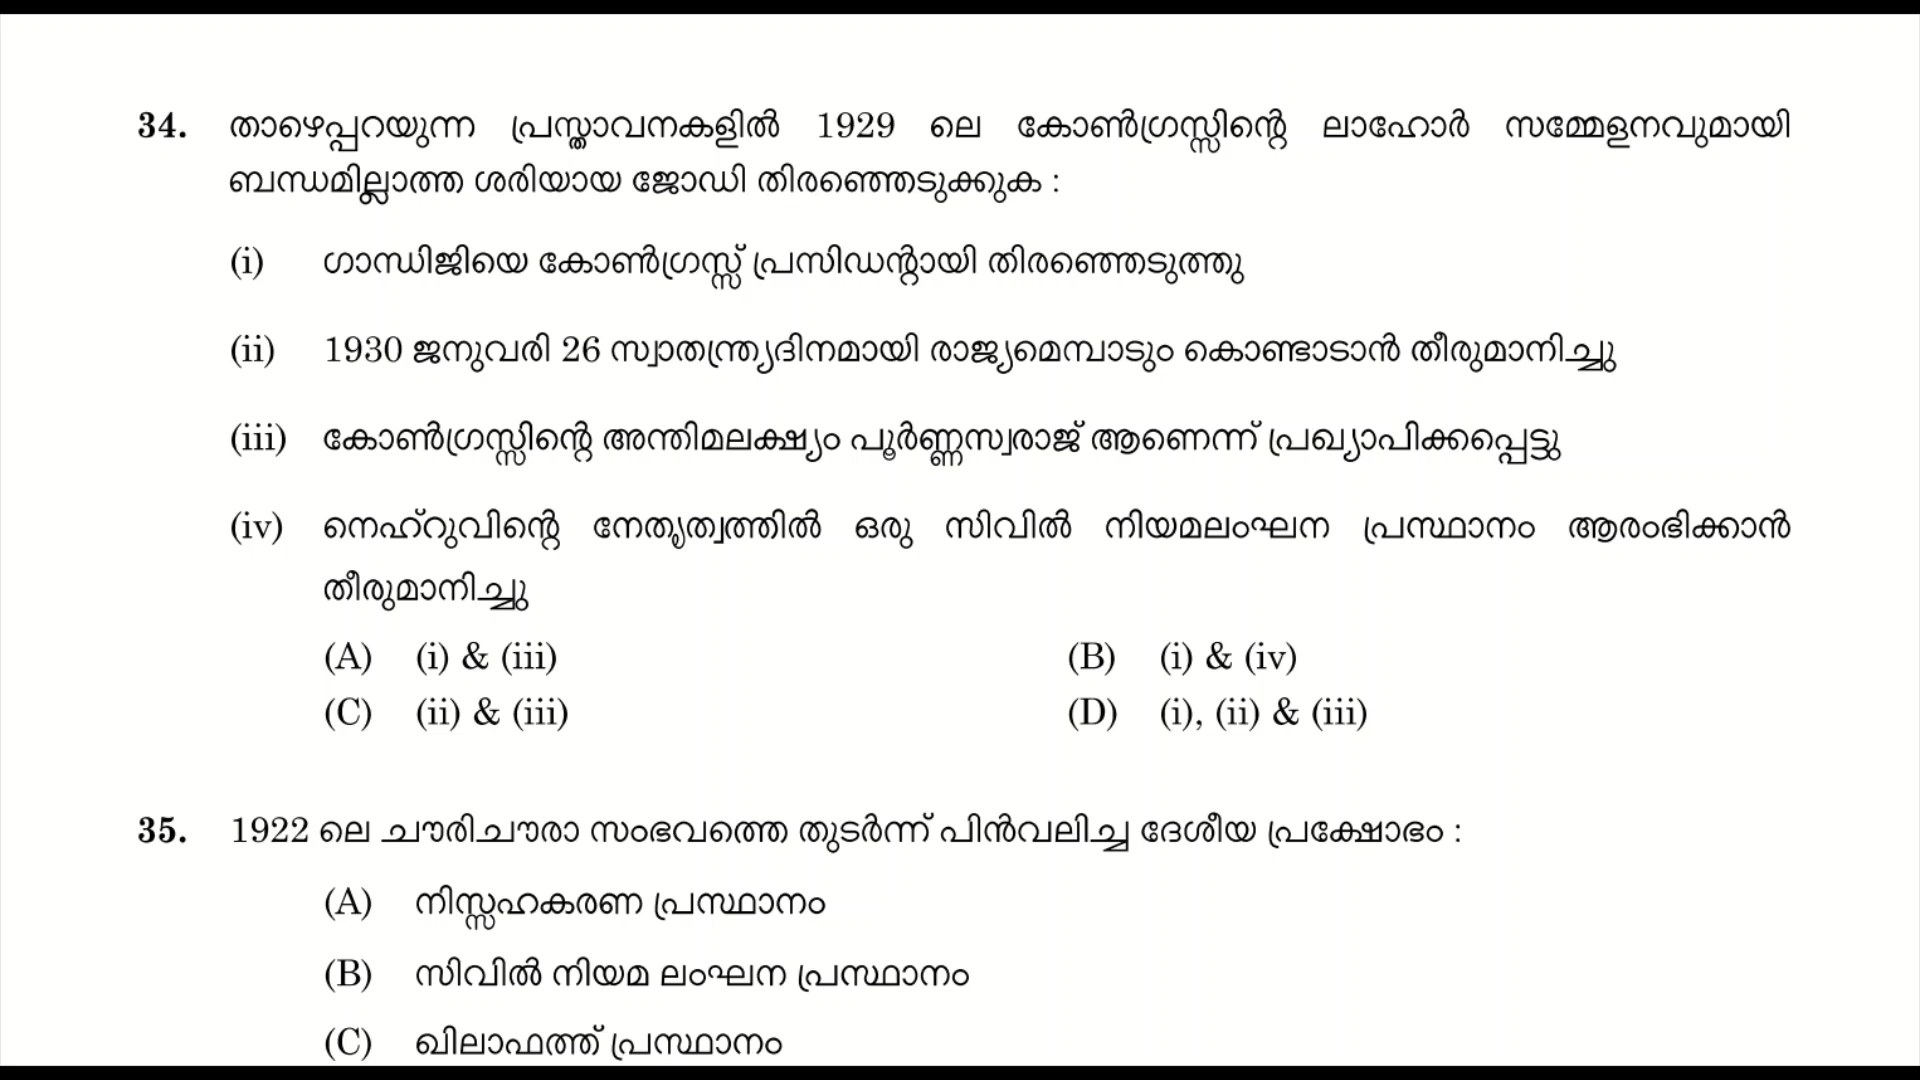 34. താഴെപ്പറയുന്ന പ്രസ്താവനകളിൽ 1929 ലെ കോൺഗ്രസ്സിന്റെ ലാഹോർ സമ്മേളനവുമായി
ബന്ധമില്ലാത്ത ശരിയായ ജോഡി തിരഞ്ഞെടുക്കുക :
(i) ഗാന്ധിജിയെ കോൺഗ്രസ്സ് പ്രസിഡന്റായി തിരഞ്ഞെടുത്തു
(ii) 1930 ജനുവരി 26 സ്വാതന്ത്ര്യദിനമായി രാജ്യമെമ്പാടും കൊണ്ടാടാൻ തീരുമാനിച്ചു
(iii) കോൺഗ്രസ്സിന്റെ അന്തിമലക്ഷ്യം പൂർണ്ണസ്വരാജ് ആണെന്ന് പ്രഖ്യാപിക്കപ്പെട്ടു
(iv) നെഹ്റുവിന്റെ നേതൃത്വത്തിൽ ഒരു സിവിൽ നിയമലംഘന പ്രസ്ഥാനം ആരംഭിക്കാൻ
തീരുമാനിച്ചു
(A) (i) & (iii) (B) (i) & (iv)
(C) (ii) & (iii) (D) (i), (ii) & (iii)
35. 1922 ലെ ചൗരിചൗരാ സംഭവത്തെ തുടർന്ന് പിൻവലിച്ച ദേശീയ പ്രക്ഷോഭം :
(A) നിസ്സഹകരണ പ്രസ്ഥാനം
(B) സിവിൽ നിയമ ലംഘന പ്രസ്ഥാനം
(C) ഖിലാഫത്ത് പ്രസ്ഥാനം